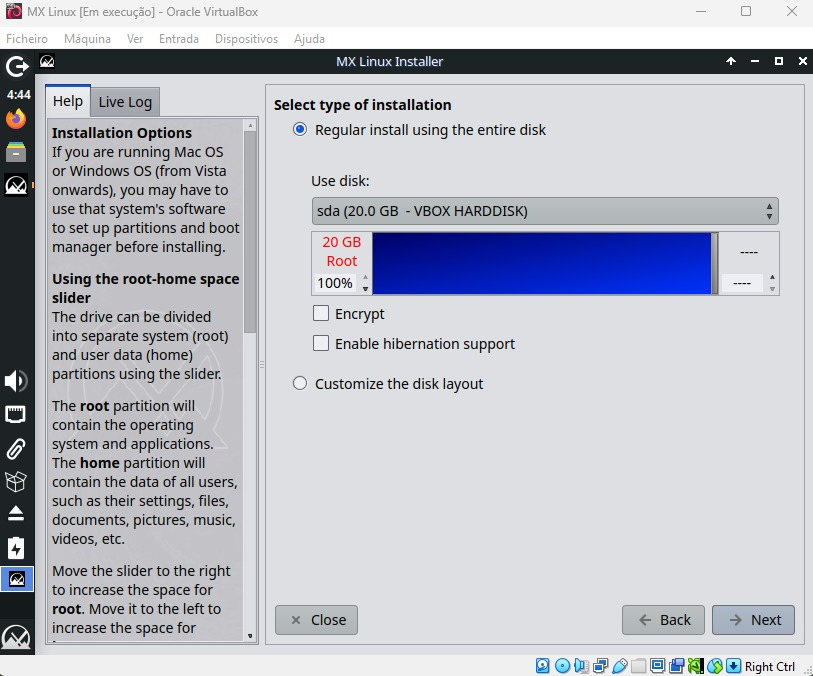 MX Linux [Em execução] - Oracle VirtualBox
Ficheiro Máquina Ver Entrada Dispositivos Ajuda
MX Linux Installer
4:44
Help Live Log
Installation Options
If you are running Mac OS
or Windows OS (from Vista
onwards), you may have to
use that system's software
to set up partitions and boot
manager before installing.
Using the root-home space
slider
The drive can be divided
into separate system (root)
and user data (home)
partitions using the slider.
The root partition will
contain the operating
system and applications.
The home partition will
contain the data of all users,
such as their settings, files,
documents, pictures, music,
videos, etc.
Move the slider to the right
to increase the space for
root. Move it to the left to
increase the space for
Select type of installation
Regular install using the entire disk
Use disk:
sda (20.0 GB - VBOX HARDDISK)
20 GB
Root
100%
----
----
Encrypt
Enable hibernation support
Customize the disk layout
Close Back Next
Right Ctrl